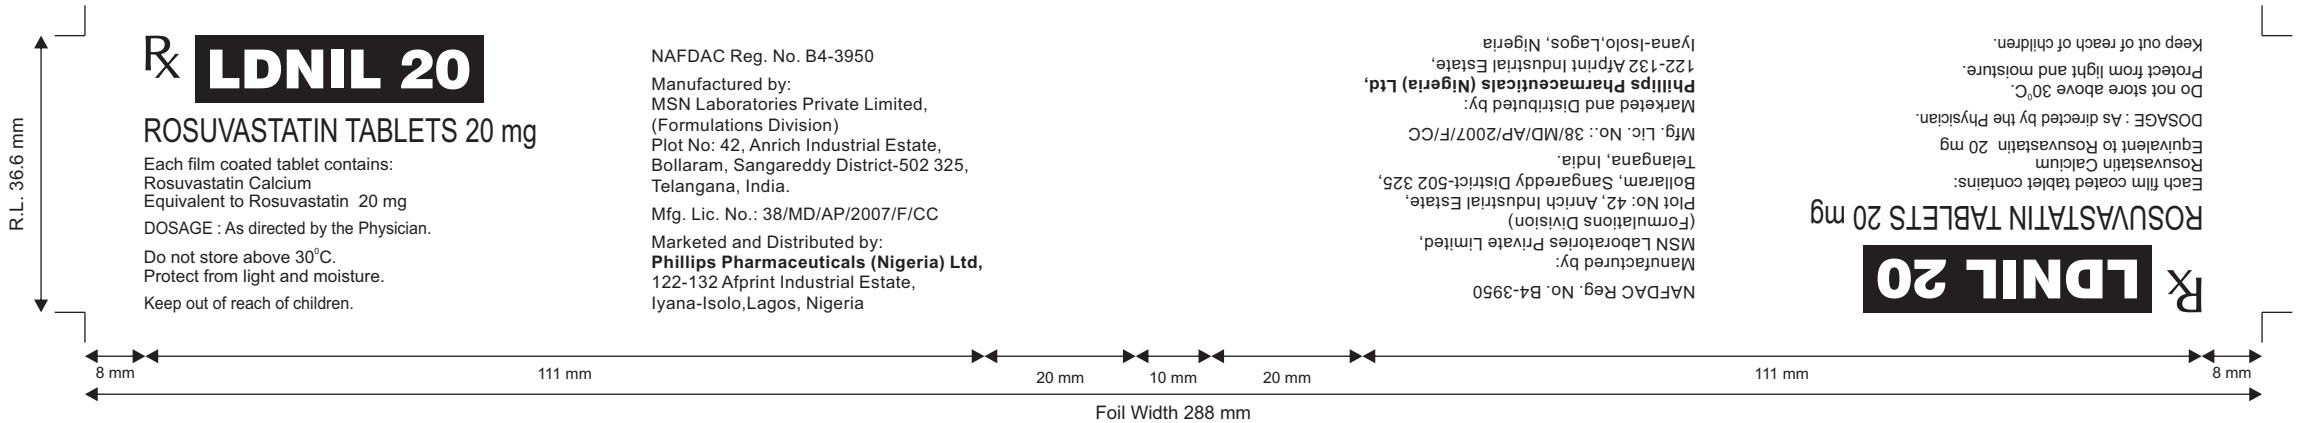 Rx LDNIL 20
ROSUVASTATIN TABLETS 20 mg
Each film coated tablet contains:
Rosuvastatin Calcium
Equivalent to Rosuvastatin 20 mg
DOSAGE : As directed by the Physician.
Do not store above 30⁰C.
Protect from light and moisture.
Keep out of reach of children.
NAFDAC Reg. No. B4-3950
Manufactured by:
MSN Laboratories Private Limited,
(Formulations Division)
Plot No: 42, Anrich Industrial Estate,
Bollaram, Sangareddy District-502 325,
Telangana, India.
Mfg. Lic. No.: 38/MD/AP/2007/F/CC
Marketed and Distributed by:
Phillips Pharmaceuticals (Nigeria) Ltd,
122-132 Afprint Industrial Estate,
Iyana-Isolo,Lagos, Nigeria
Rx LDNIL 20
ROSUVASTATIN TABLETS 20 mg
Each film coated tablet contains:
Rosuvastatin Calcium
Equivalent to Rosuvastatin 20 mg
DOSAGE : As directed by the Physician.
Do not store above 30⁰C.
Protect from light and moisture.
Keep out of reach of children.
NAFDAC Reg. No. B4-3950
Manufactured by:
MSN Laboratories Private Limited,
(Formulations Division)
Plot No: 42, Anrich Industrial Estate,
Bollaram, Sangareddy District-502 325,
Telangana, India.
Mfg. Lic. No.: 38/MD/AP/2007/F/CC
Marketed and Distributed by:
Phillips Pharmaceuticals (Nigeria) Ltd,
122-132 Afprint Industrial Estate,
Iyana-Isolo,Lagos, Nigeria
R.L. 36.6 mm
8 mm 111 mm 20 mm 10 mm 20 mm 111 mm 8 mm
Foil Width 288 mm